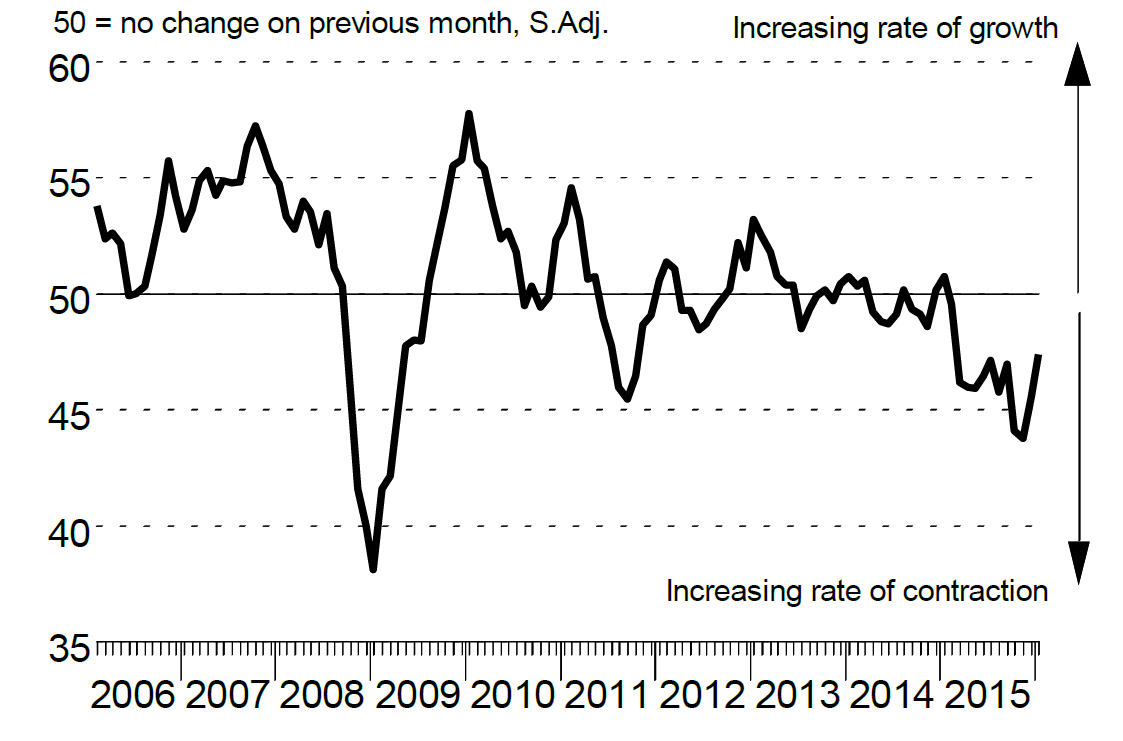 50 = no change on previous month, S.Adj.
Increasing rate of growth
60
55
50
45
40
Increasing rate of contraction
35
2006 2007 2008 2009 2010 2011 2012 2013 2014 2015